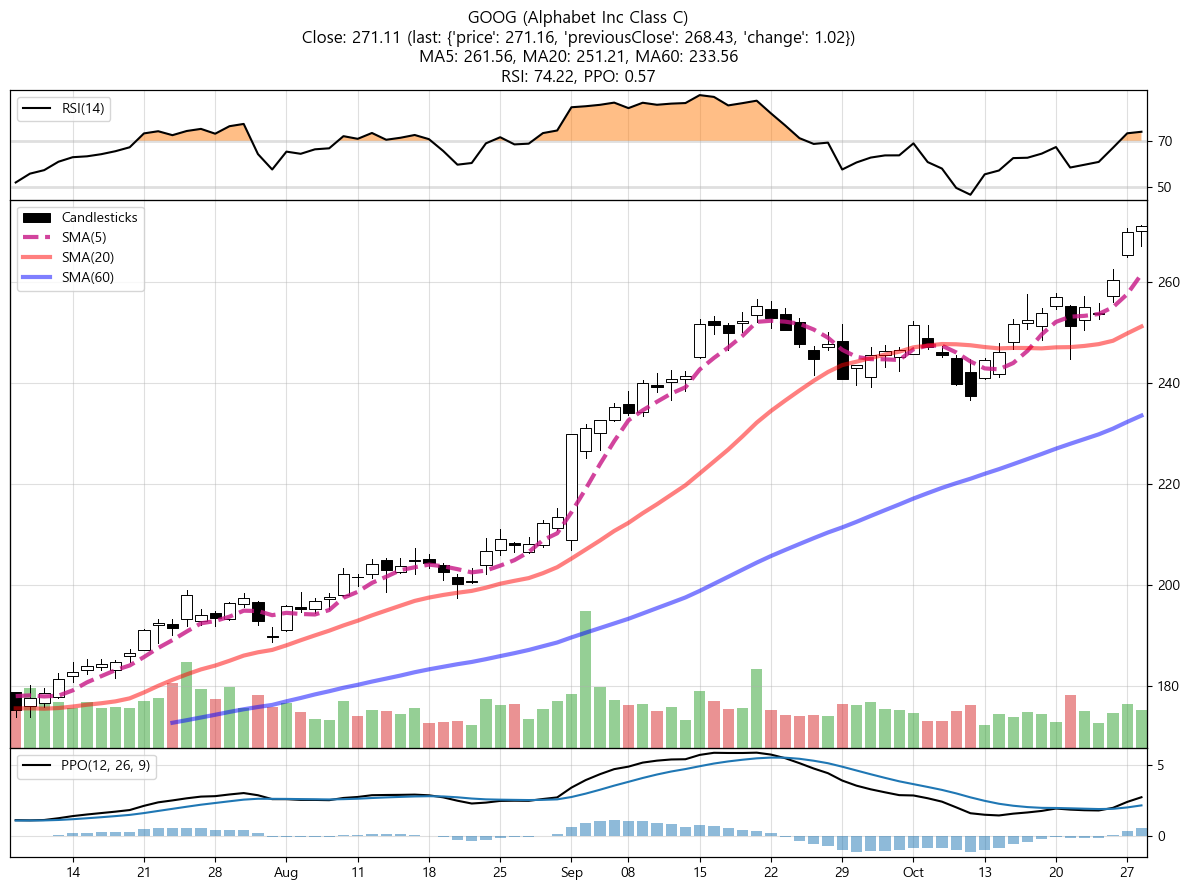 GOOG (Alphabet Inc Class C)
Close: 271.11 (last: {'price': 271.16, 'previousClose': 268.43, 'change': 1.02})
MA5: 261.56, MA20: 251.21, MA60: 233.56
RSI: 74.22, PPO: 0.57
RSI(14)
70
50
Candlesticks
SMA(5)
SMA(20)
SMA(60)
260
240
220
200
180
PPO(12, 26, 9)
5
0
14 21 28 Aug 11 18 25 Sep 08 15 22 29 Oct 13 20 27